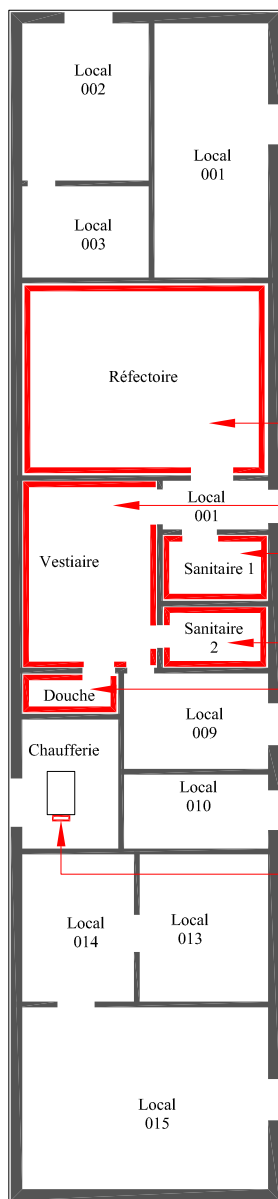 Local
002
Local
001
Local
003
Réfectoire
Local
001
Vestiaire
Sanitaire 1
Sanitaire
2
Douche
Local
009
Chaufferie
Local
010
Local
014
Local
013
Local
015